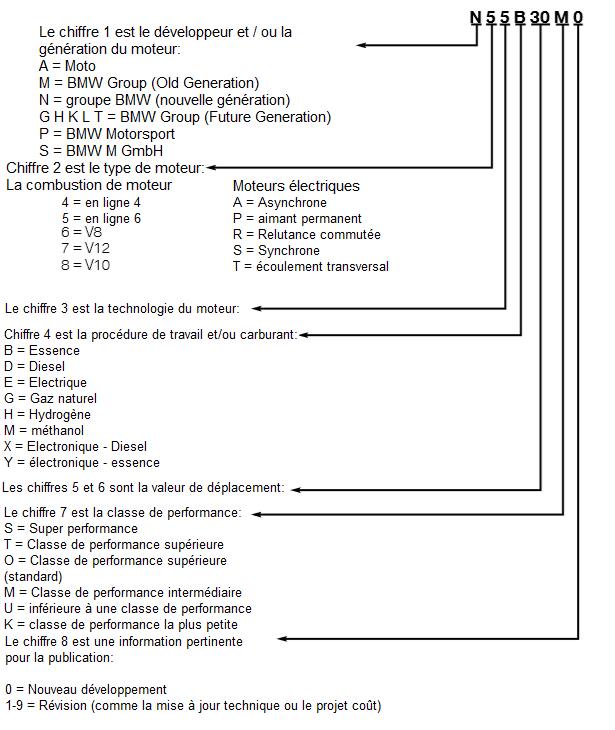 N 5 5 B 30 M 0
Le chiffre 1 est le développeur et / ou la
génération du moteur:
A = Moto
M = BMW Group (Old Generation)
N = groupe BMW (nouvelle génération)
G H K L T = BMW Group (Future Generation)
P = BMW Motorsport
S = BMW M GmbH
Chiffre 2 est le type de moteur:
La combustion de moteur
4 = en ligne 4
5 = en ligne 6
6 = V8
7 = V12
8 = V10
Moteurs électriques
A = Asynchrone
P = aimant permanent
R = Relutance commutée
S = Synchrone
T = écoulement transversal
Le chiffre 3 est la technologie du moteur:
Chiffre 4 est la procédure de travail et/ou carburant:
B = Essence
D = Diesel
E = Electrique
G = Gaz naturel
H = Hydrogène
M = méthanol
X = Electronique - Diesel
Y = électronique - essence
Les chiffres 5 et 6 sont la valeur de déplacement:
Le chiffre 7 est la classe de performance:
S = Super performance
T = Classe de performance supérieure
O = Classe de performance supérieure
(standard)
M = Classe de performance intermédiaire
U = inférieure à une classe de performance
K = classe de performance la plus petite
Le chiffre 8 est une information pertinente
pour la publication:
0 = Nouveau développement
1-9 = Révision (comme la mise à jour technique ou le projet coût)